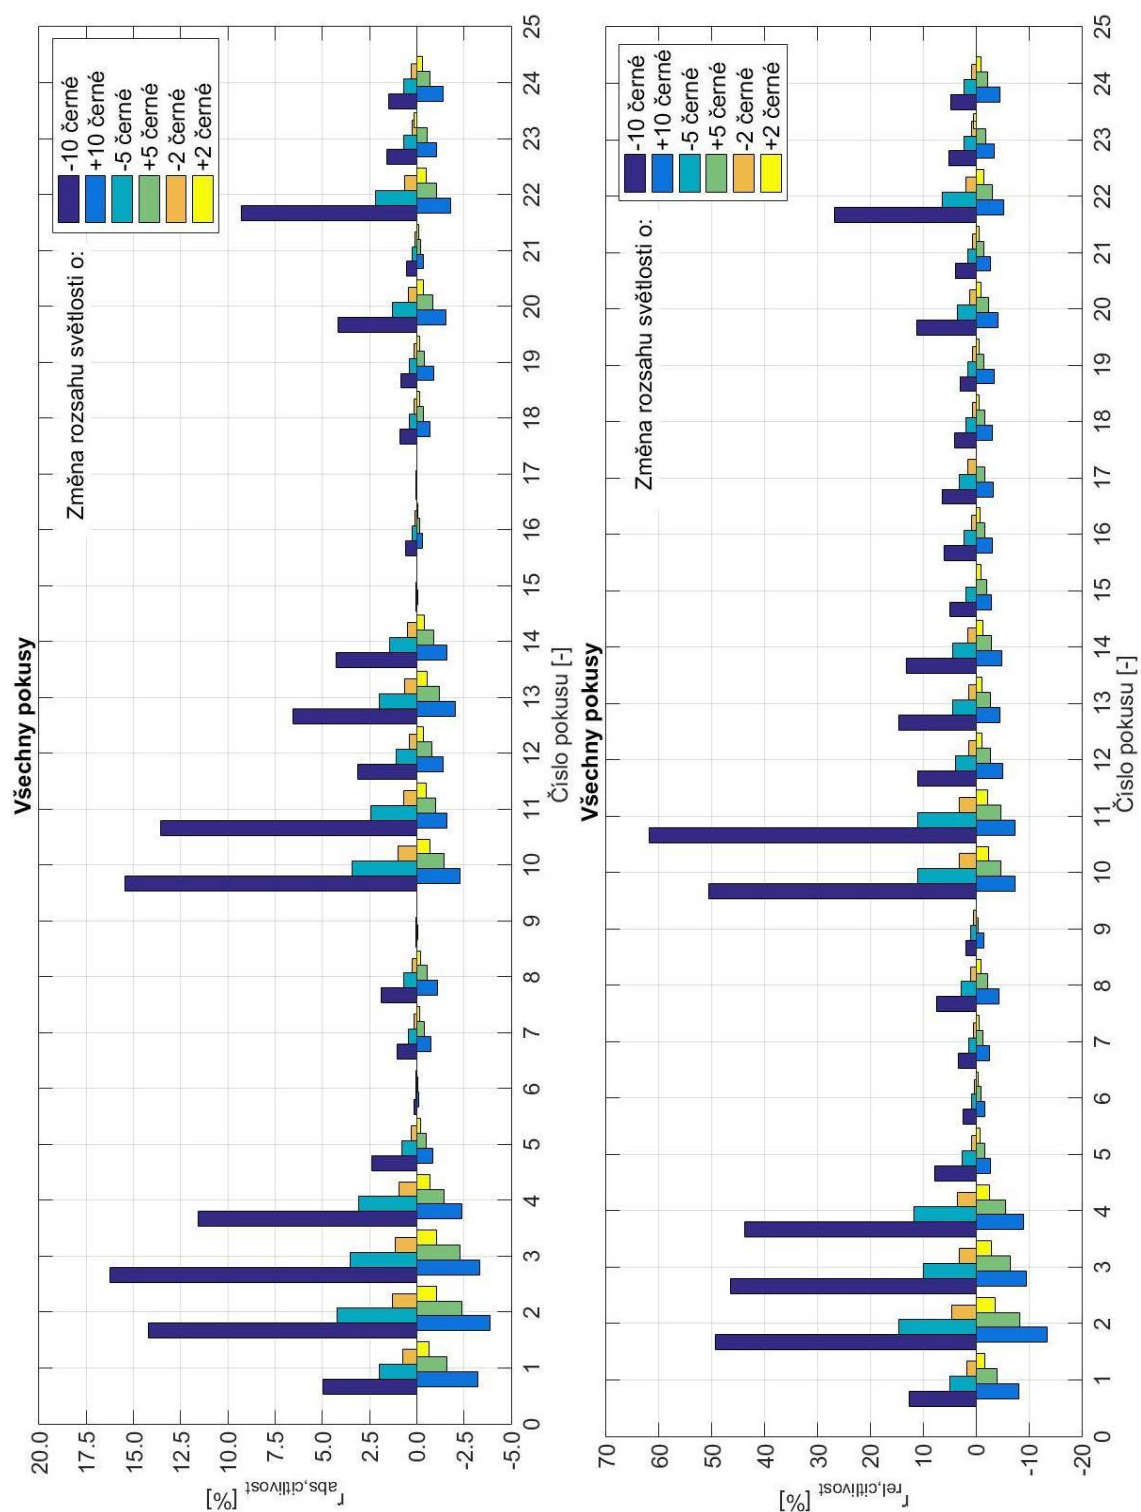 Všechny pokusy
Změna rozsahu světlosti o:
-10 černé
+10 černé
-5 černé
+5 černé
-2 černé
+2 černé
20.0
17.5
15.0
12.5
10.0
7.5
5.0
2.5
0.0
-2.5
-5.0
r abs,citlivost [%]
0 1 2 3 4 5 6 7 8 9 10 11 12 13 14 15 16 17 18 19 20 21 22 23 24 25
Číslo pokusu [-]
Všechny pokusy
Změna rozsahu světlosti o:
-10 černé
+10 černé
-5 černé
+5 černé
-2 černé
+2 černé
70
60
50
40
30
20
10
0
-10
-20
r rel,citlivost [%]
0 1 2 3 4 5 6 7 8 9 10 11 12 13 14 15 16 17 18 19 20 21 22 23 24 25
Číslo pokusu [-]